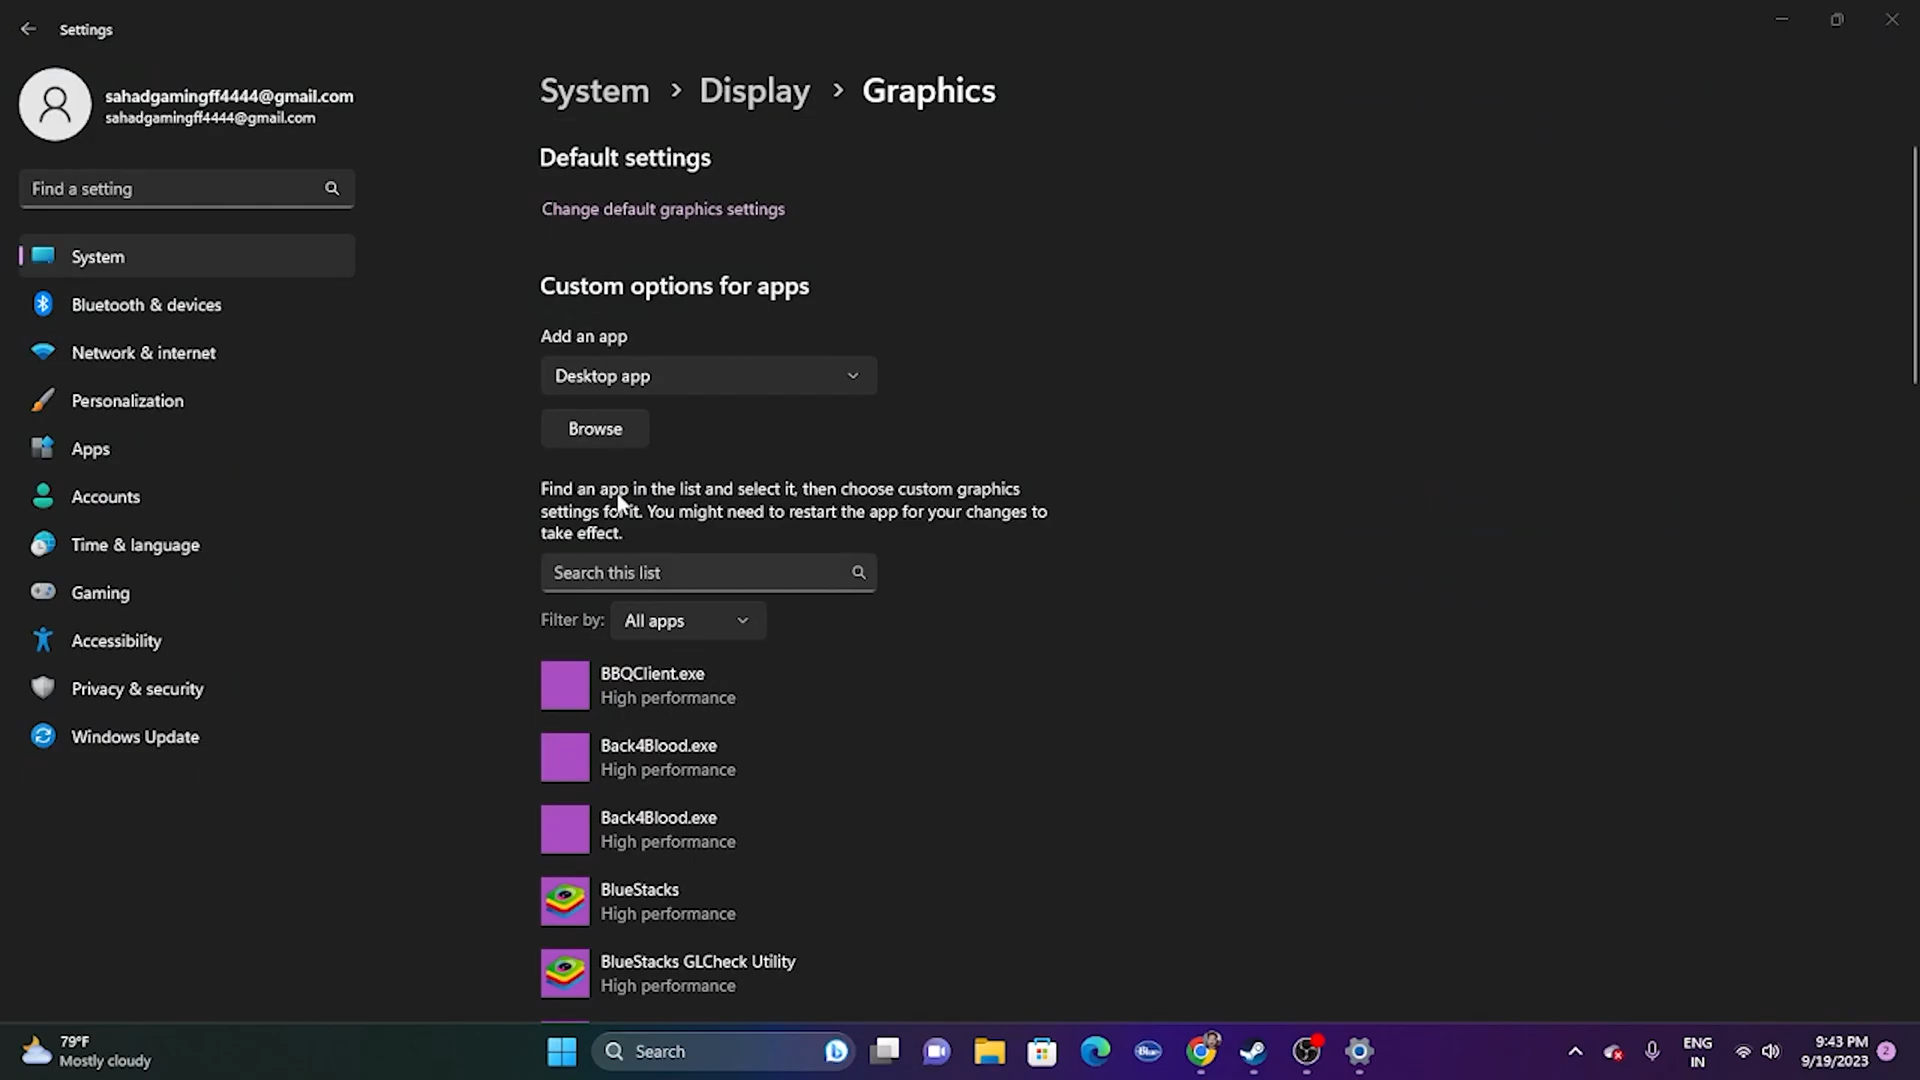 Settings
sahadgamingff4444@gmail.com
sahadgamingff4444@gmail.com
Find a setting
System
Bluetooth & devices
Network & internet
Personalization
Apps
Accounts
Time & language
Gaming
Accessibility
Privacy & security
Windows Update
System > Display > Graphics
Default settings
Change default graphics settings
Custom options for apps
Add an app
Desktop app
Browse
Find an app in the list and select it, then choose custom graphics
settings for it. You might need to restart the app for your changes to
take effect.
Search this list
Filter by: All apps
BBQClient.exe
High performance
Back4Blood.exe
High performance
Back4Blood.exe
High performance
BlueStacks
High performance
BlueStacks GLCheck Utility
High performance
79°F
Mostly cloudy
Search
Blue
ENG
IN
9:43 PM
9/19/2023
2